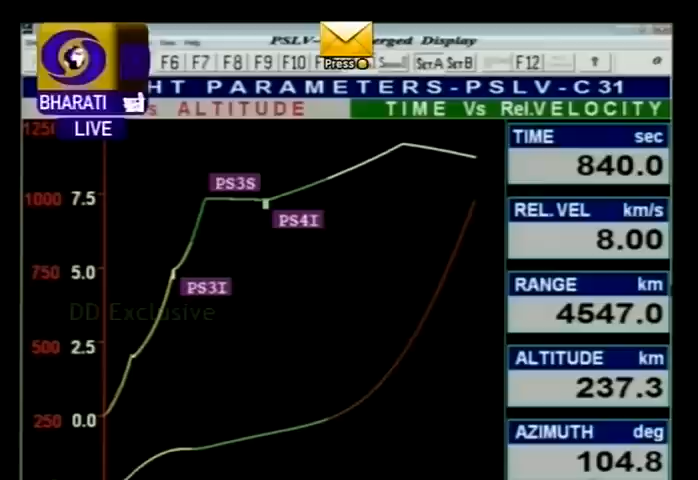 PSLV-
erged Display
Press
F6 F7 F8 F9 F10
SETA SETB
F12
BHARATI
LIVE
HT PARAMETERS-PSLV-C31
s ALTITUDE
TIME Vs Rel.VELOCITY
1250
1000 7.5
750 5.0
500 2.5
250 0.0
PS3S
PS4I
PS3I
DD Exclusive
TIME sec
840.0
REL.VEL km/s
8.00
RANGE km
4547.0
ALTITUDE km
237.3
AZIMUTH deg
104.8